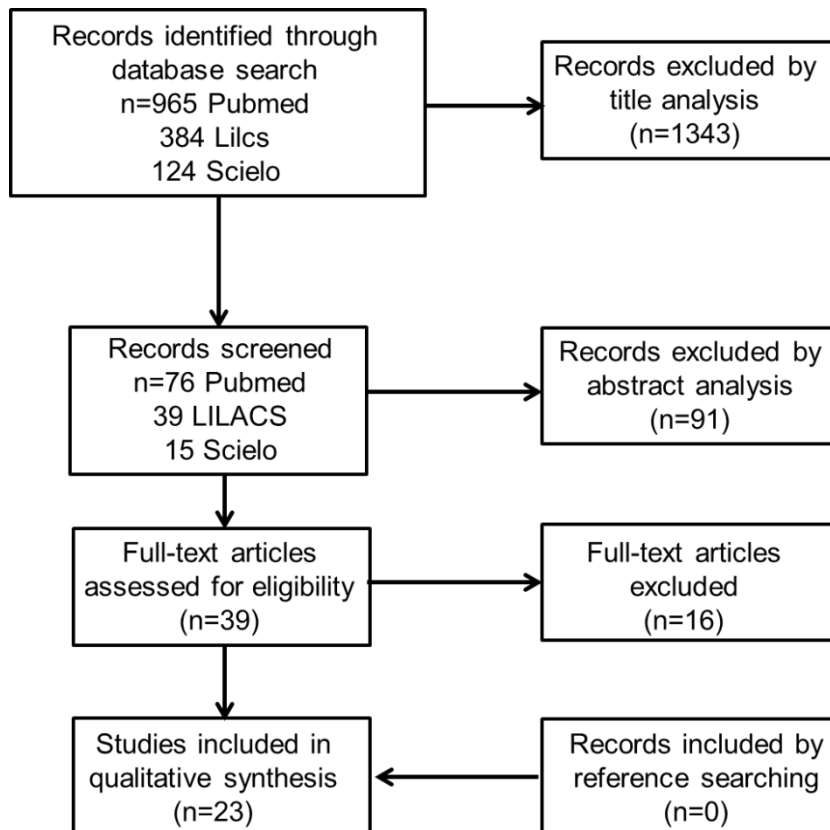 Records identified through
database search
n=965 Pubmed
384 Lilcs
124 Scielo
Records excluded by
title analysis
(n=1343)
Records screened
n=76 Pubmed
39 LILACS
15 Scielo
Records excluded by
abstract analysis
(n=91)
Full-text articles
assessed for eligibility
(n=39)
Full-text articles
excluded
(n=16)
Studies included in
qualitative synthesis
(n=23)
Records included by
reference searching
(n=0)